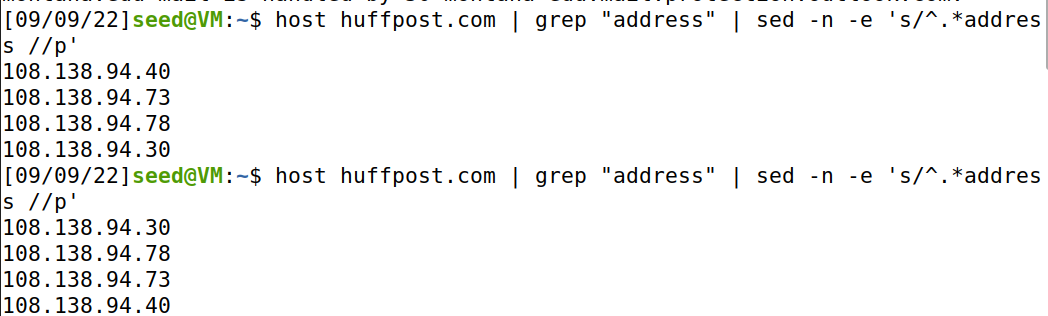 [09/09/22]seed@VM:~$ host huffpost.com | grep "address" | sed -n -e 's/^.*addres
s //p'
108.138.94.40
108.138.94.73
108.138.94.78
108.138.94.30
[09/09/22]seed@VM:~$ host huffpost.com | grep "address" | sed -n -e 's/^.*addres
s //p'
108.138.94.30
108.138.94.78
108.138.94.73
108.138.94.40